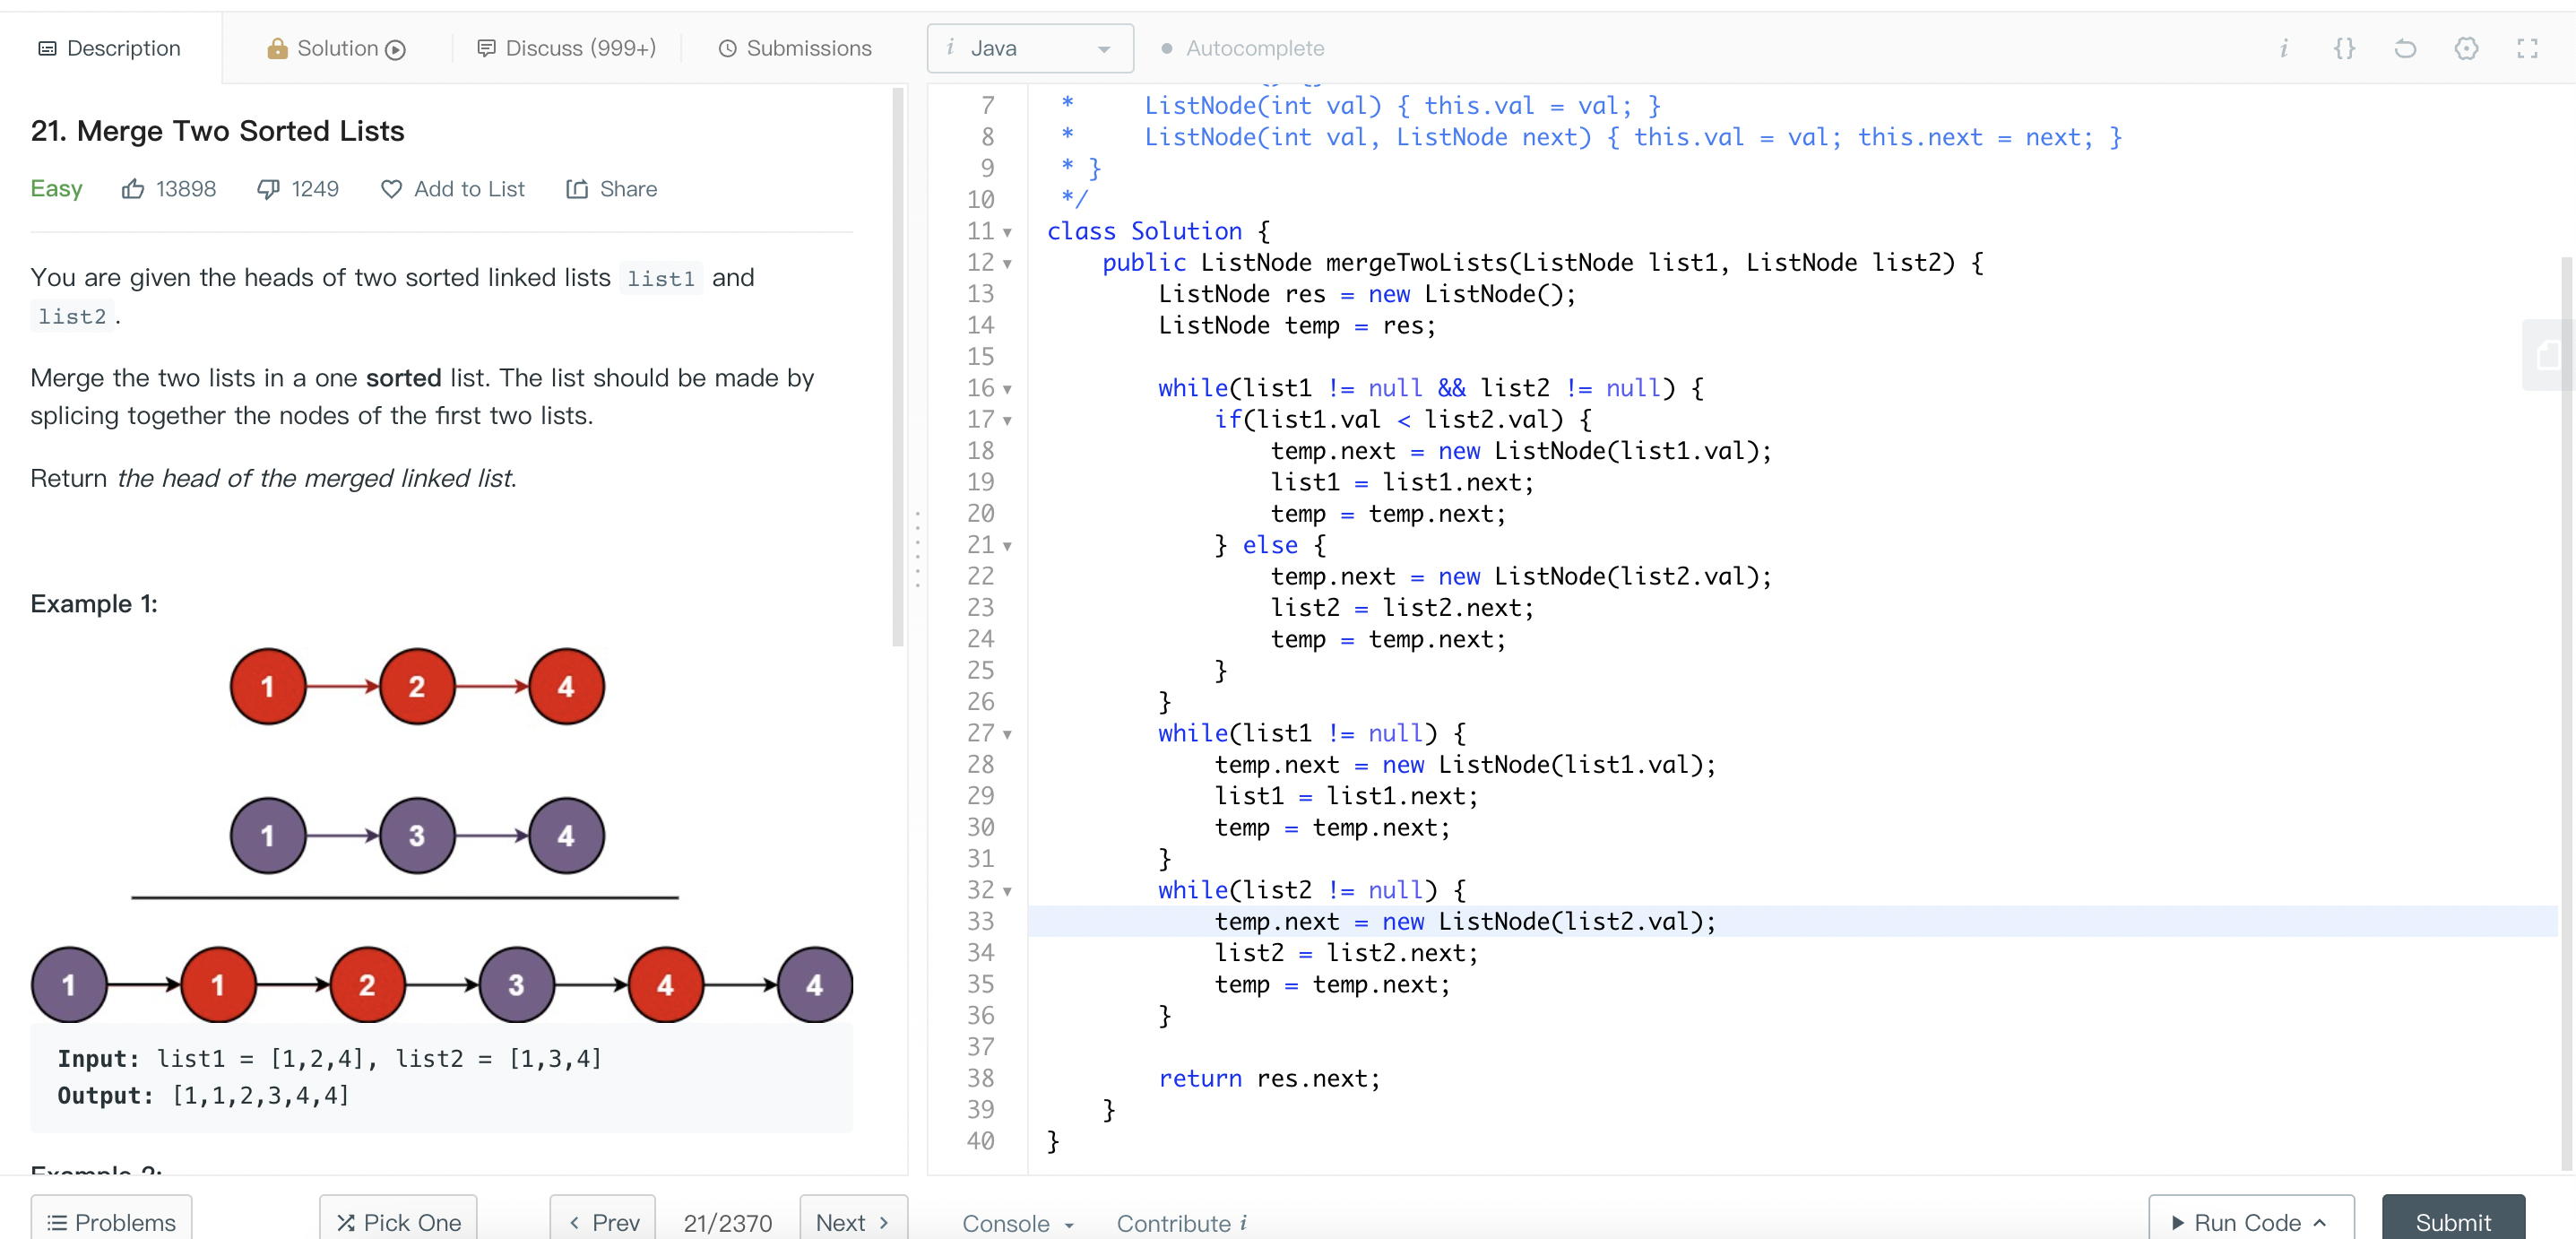 Description
Solution
Discuss (999+)
Submissions
i Java
Autocomplete
i {}
21. Merge Two Sorted Lists
Easy 13898 1249 Add to List Share
You are given the heads of two sorted linked lists list1 and
list2 .
Merge the two lists in a one sorted list. The list should be made by
splicing together the nodes of the first two lists.
Return the head of the merged linked list.
Example 1:
1 2 4
1 3 4
1 1 2 3 4 4
Input: list1 = [1,2,4], list2 = [1,3,4]
Output: [1,1,2,3,4,4]
Example 2:
7 *     ListNode(int val) { this.val = val; }
8 *     ListNode(int val, ListNode next) { this.val = val; this.next = next; }
9 * }
10 */
11 class Solution {
12     public ListNode mergeTwoLists(ListNode list1, ListNode list2) {
13         ListNode res = new ListNode();
14         ListNode temp = res;
15
16         while(list1 != null && list2 != null) {
17             if(list1.val < list2.val) {
18                 temp.next = new ListNode(list1.val);
19                 list1 = list1.next;
20                 temp = temp.next;
21             } else {
22                 temp.next = new ListNode(list2.val);
23                 list2 = list2.next;
24                 temp = temp.next;
25             }
26         }
27         while(list1 != null) {
28             temp.next = new ListNode(list1.val);
29             list1 = list1.next;
30             temp = temp.next;
31         }
32         while(list2 != null) {
33             temp.next = new ListNode(list2.val);
34             list2 = list2.next;
35             temp = temp.next;
36         }
37
38         return res.next;
39     }
40 }
Problems
Pick One
< Prev
21/2370
Next >
Console
Contribute i
Run Code
Submit